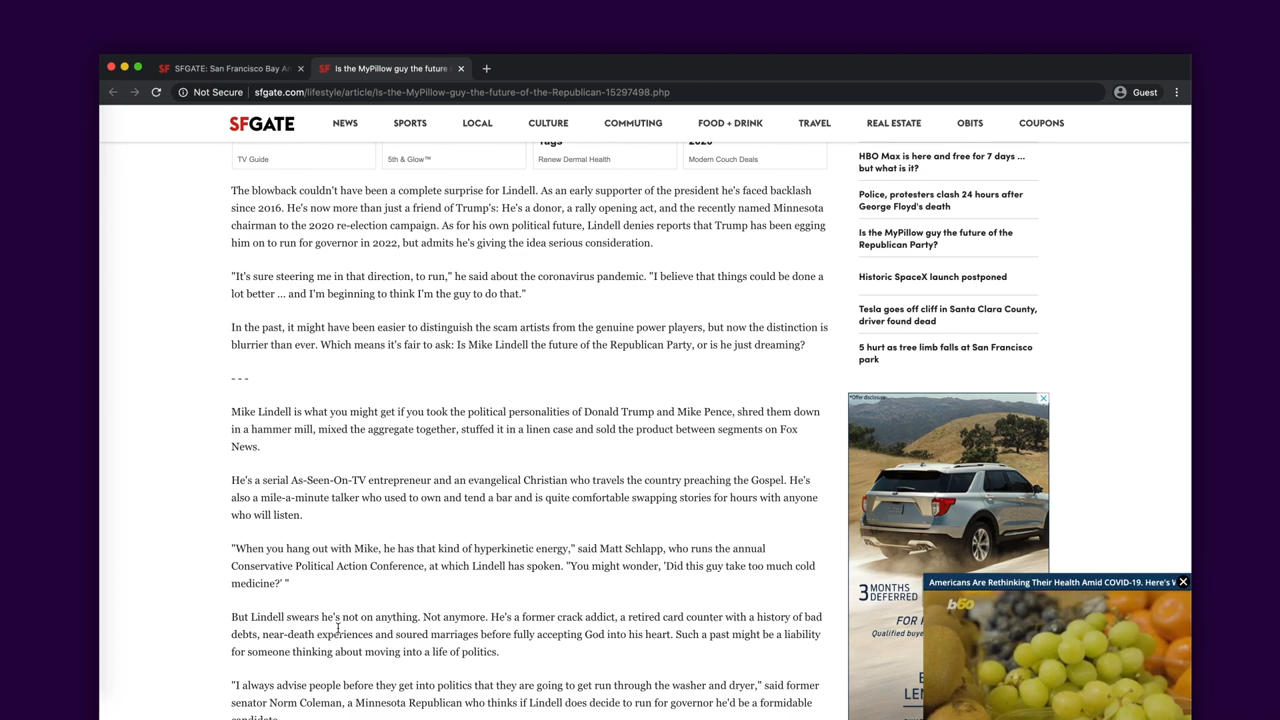 SFGATE: San Francisco Bay Ar
Is the MyPillow guy the future
Not Secure sfgate.com/lifestyle/article/Is-the-MyPillow-guy-the-future-of-the-Republican-15297498.php
Guest
SFGATE NEWS SPORTS LOCAL CULTURE COMMUTING FOOD + DRINK TRAVEL REAL ESTATE OBITS COUPONS
TV Guide
5th & Glow™
Renew Dermal Health
Modern Couch Deals
The blowback couldn't have been a complete surprise for Lindell. As an early supporter of the president he's faced backlash
since 2016. He's now more than just a friend of Trump's: He's a donor, a rally opening act, and the recently named Minnesota
chairman to the 2020 re-election campaign. As for his own political future, Lindell denies reports that Trump has been egging
him on to run for governor in 2022, but admits he's giving the idea serious consideration.
"It's sure steering me in that direction, to run," he said about the coronavirus pandemic. "I believe that things could be done a
lot better ... and I'm beginning to think I'm the guy to do that."
In the past, it might have been easier to distinguish the scam artists from the genuine power players, but now the distinction is
blurrier than ever. Which means it's fair to ask: Is Mike Lindell the future of the Republican Party, or is he just dreaming?
- - -
Mike Lindell is what you might get if you took the political personalities of Donald Trump and Mike Pence, shred them down
in a hammer mill, mixed the aggregate together, stuffed it in a linen case and sold the product between segments on Fox
News.
He's a serial As-Seen-On-TV entrepreneur and an evangelical Christian who travels the country preaching the Gospel. He's
also a mile-a-minute talker who used to own and tend a bar and is quite comfortable swapping stories for hours with anyone
who will listen.
"When you hang out with Mike, he has that kind of hyperkinetic energy," said Matt Schlapp, who runs the annual
Conservative Political Action Conference, at which Lindell has spoken. "You might wonder, 'Did this guy take too much cold
medicine?' "
But Lindell swears he's not on anything. Not anymore. He's a former crack addict, a retired card counter with a history of bad
debts, near-death experiences and soured marriages before fully accepting God into his heart. Such a past might be a liability
for someone thinking about moving into a life of politics.
"I always advise people before they get into politics that they are going to get run through the washer and dryer," said former
senator Norm Coleman, a Minnesota Republican who thinks if Lindell does decide to run for governor he'd be a formidable
candidate.
HBO Max is here and free for 7 days ...
but what is it?
Police, protesters clash 24 hours after
George Floyd's death
Is the MyPillow guy the future of the
Republican Party?
Historic SpaceX launch postponed
Tesla goes off cliff in Santa Clara County,
driver found dead
5 hurt as tree limb falls at San Francisco
park
*Offer disclosure
3 MONTHS
DEFERRED
FOR
Qualified buye
LEN
Americans Are Rethinking Their Health Amid COVID-19. Here's
b60